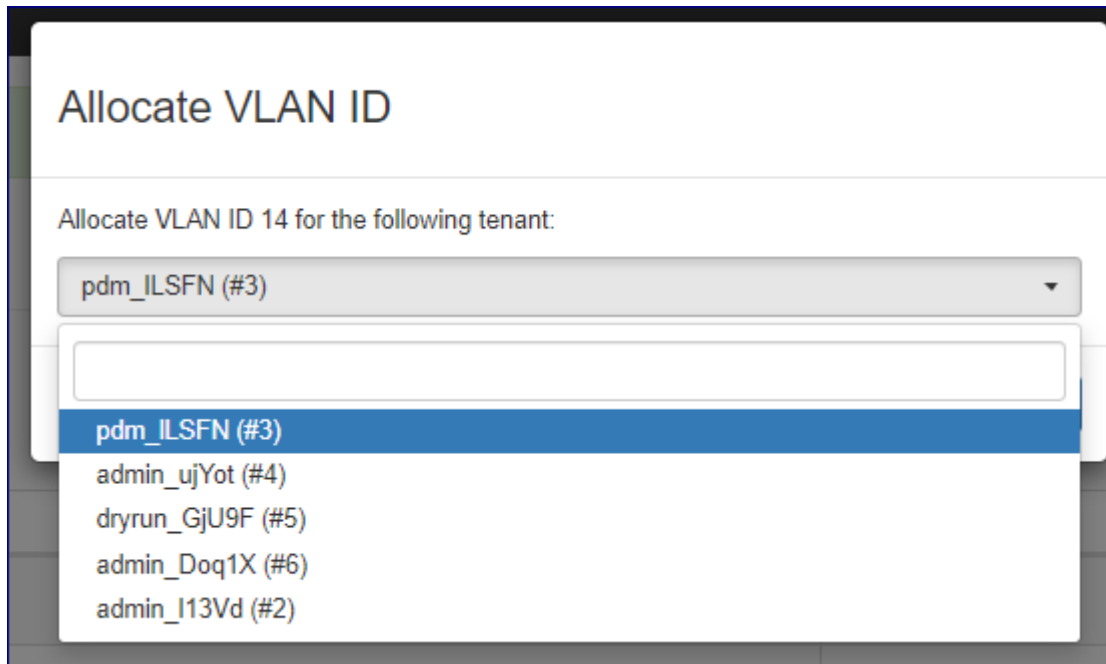 Allocate VLAN ID
Allocate VLAN ID 14 for the following tenant:
pdm_ILSFN (#3)
pdm_ILSFN (#3)
admin_ujYot (#4)
dryrun_GjU9F (#5)
admin_Doq1X (#6)
admin_I13Vd (#2)